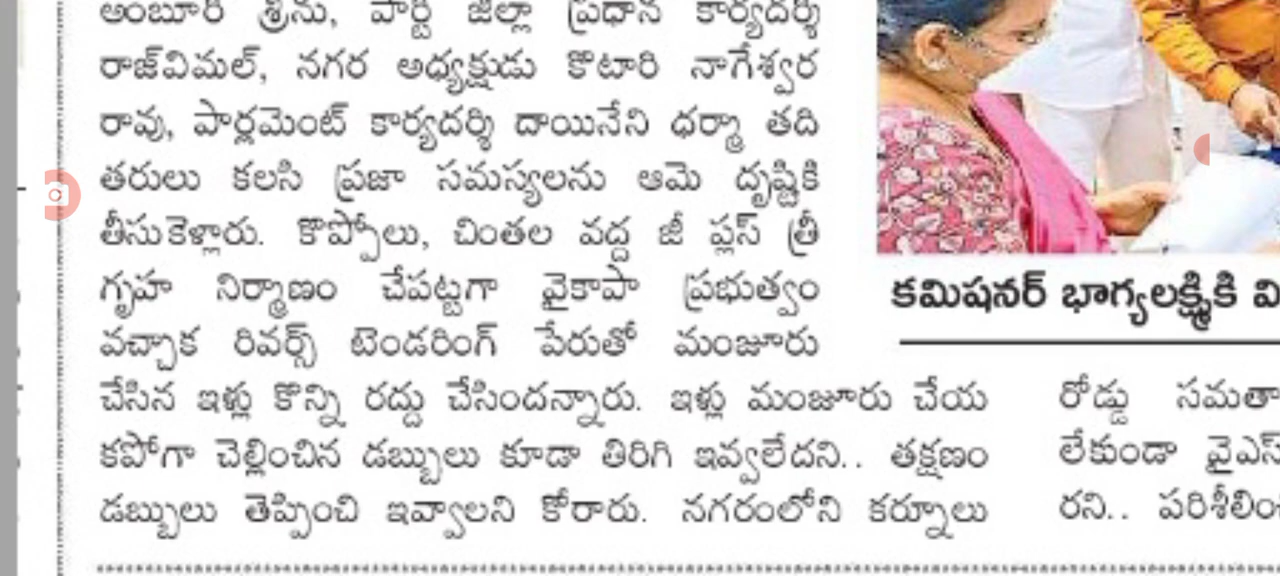 అంబూరి శ్రీను, పార్టీ జిల్లా ప్రధాన కార్యదర్శి
రాజ్‌విమల్, నగర అధ్యక్షుడు కొటారి నాగేశ్వర
రావు, పార్లమెంట్ కార్యదర్శి దాయినేని ధర్మా తది
తరులు కలసి ప్రజా సమస్యలను ఆమె దృష్టికి
తీసుకెళ్లారు. కొప్పోలు, చింతల వద్ద జీ ప్లస్ త్రీ
గృహ నిర్మాణం చేపట్టగా వైకాపా ప్రభుత్వం
వచ్చాక రివర్స్ టెండరింగ్ పేరుతో మంజూరు
చేసిన ఇళ్లు కొన్ని రద్దు చేసిందన్నారు. ఇళ్లు మంజూరు చేయ
కపోగా చెల్లించిన డబ్బులు కూడా తిరిగి ఇవ్వలేదని.. తక్షణం
డబ్బులు తెప్పించి ఇవ్వాలని కోరారు. నగరంలోని కర్నూలు
కమిషనర్ భాగ్యలక్ష్మికి వి
రోడ్డు సమతా
లేకుండా వైఎస్
రని.. పరిశీలిం